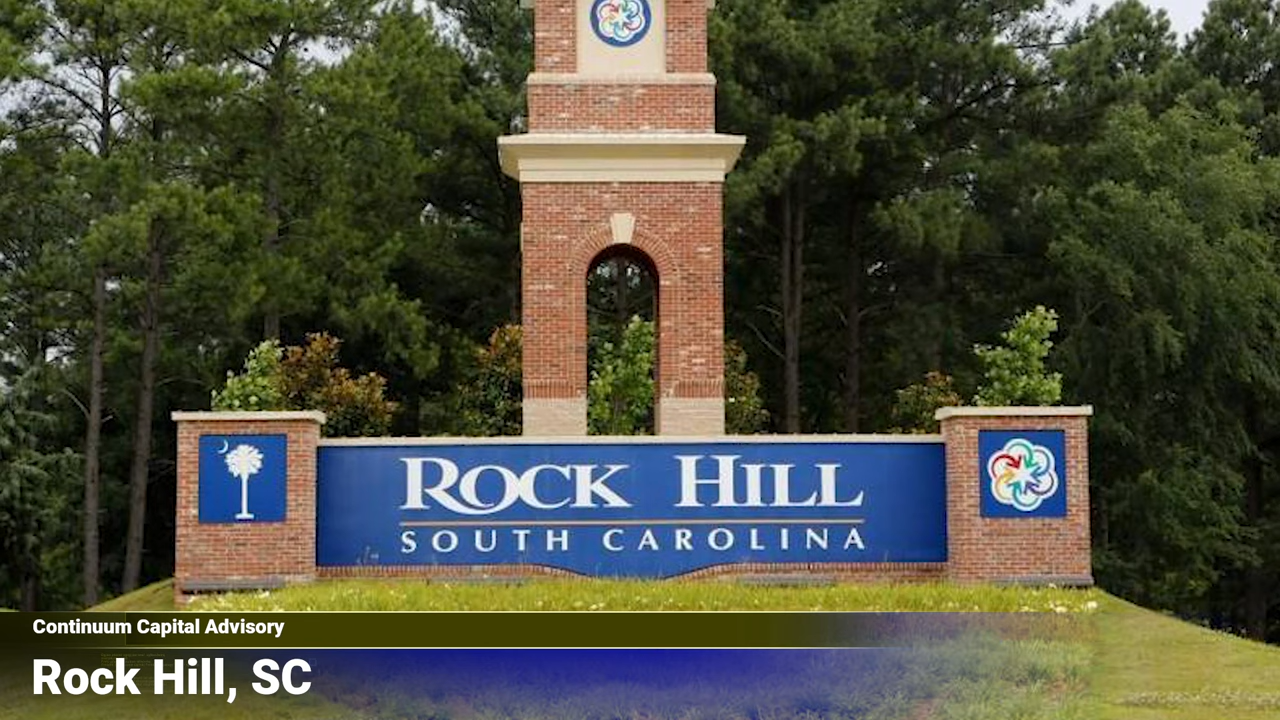 ROCK HILL
SOUTH CAROLINA
Continuum Capital Advisory
Rock Hill, SC